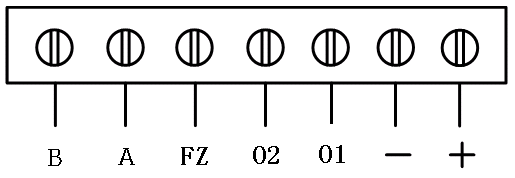 B A FZ 02 01 — +